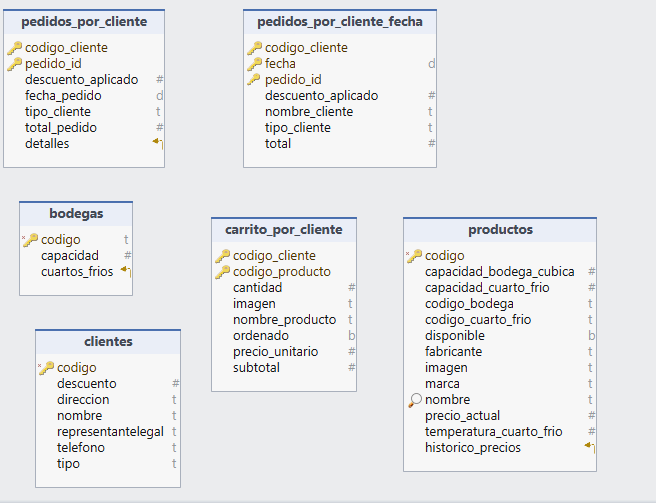 pedidos_por_cliente
codigo_cliente
pedido_id
descuento_aplicado #
fecha_pedido d
tipo_cliente t
total_pedido #
detalles
pedidos_por_cliente_fecha
codigo_cliente
fecha d
pedido_id
descuento_aplicado #
nombre_cliente t
tipo_cliente t
total #
bodegas
codigo t
capacidad #
cuartos_frios
carrito_por_cliente
codigo_cliente
codigo_producto
cantidad #
imagen t
nombre_producto t
ordenado b
precio_unitario #
subtotal #
productos
codigo
capacidad_bodega_cubica #
capacidad_cuarto_frio #
codigo_bodega t
codigo_cuarto_frio t
disponible b
fabricante t
imagen t
marca t
nombre t
precio_actual #
temperatura_cuarto_frio #
historico_precios
clientes
codigo
descuento #
direccion t
nombre t
representantelegal t
telefono t
tipo t